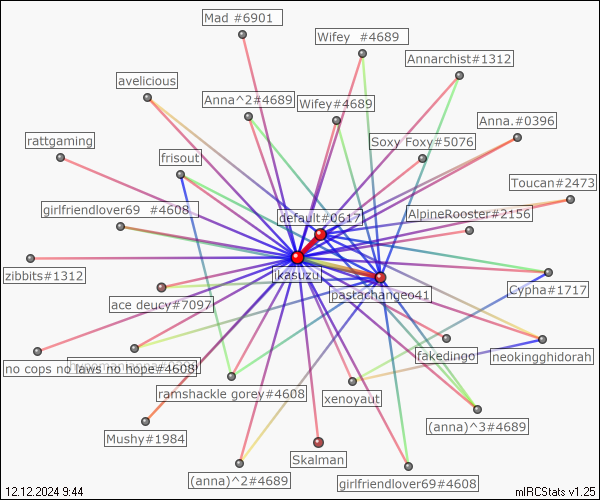 Mad #6901
Wifey   #4689
Annarchist#1312
avelicious
Anna^2#4689
Wifey#4689
Anna.#0396
rattgaming
frisout
Soxy Foxy#5076
Toucan#2473
girlfriendlover69   #4608
default#0617
AlpineRooster#2156
zibbits#1312
ikasuzu
pastachangeo41
Cypha#1717
ace deucy#7097
fakedingo
neokingghidorah
no cops no laws no hope#4608
ramshackle gorey#4608
xenoyaut
Mushy#1984
(anna)^3#4689
Skalman
(anna)^2#4689
girlfriendlover69#4608
12.12.2024 9:44
mIRCStats v1.25